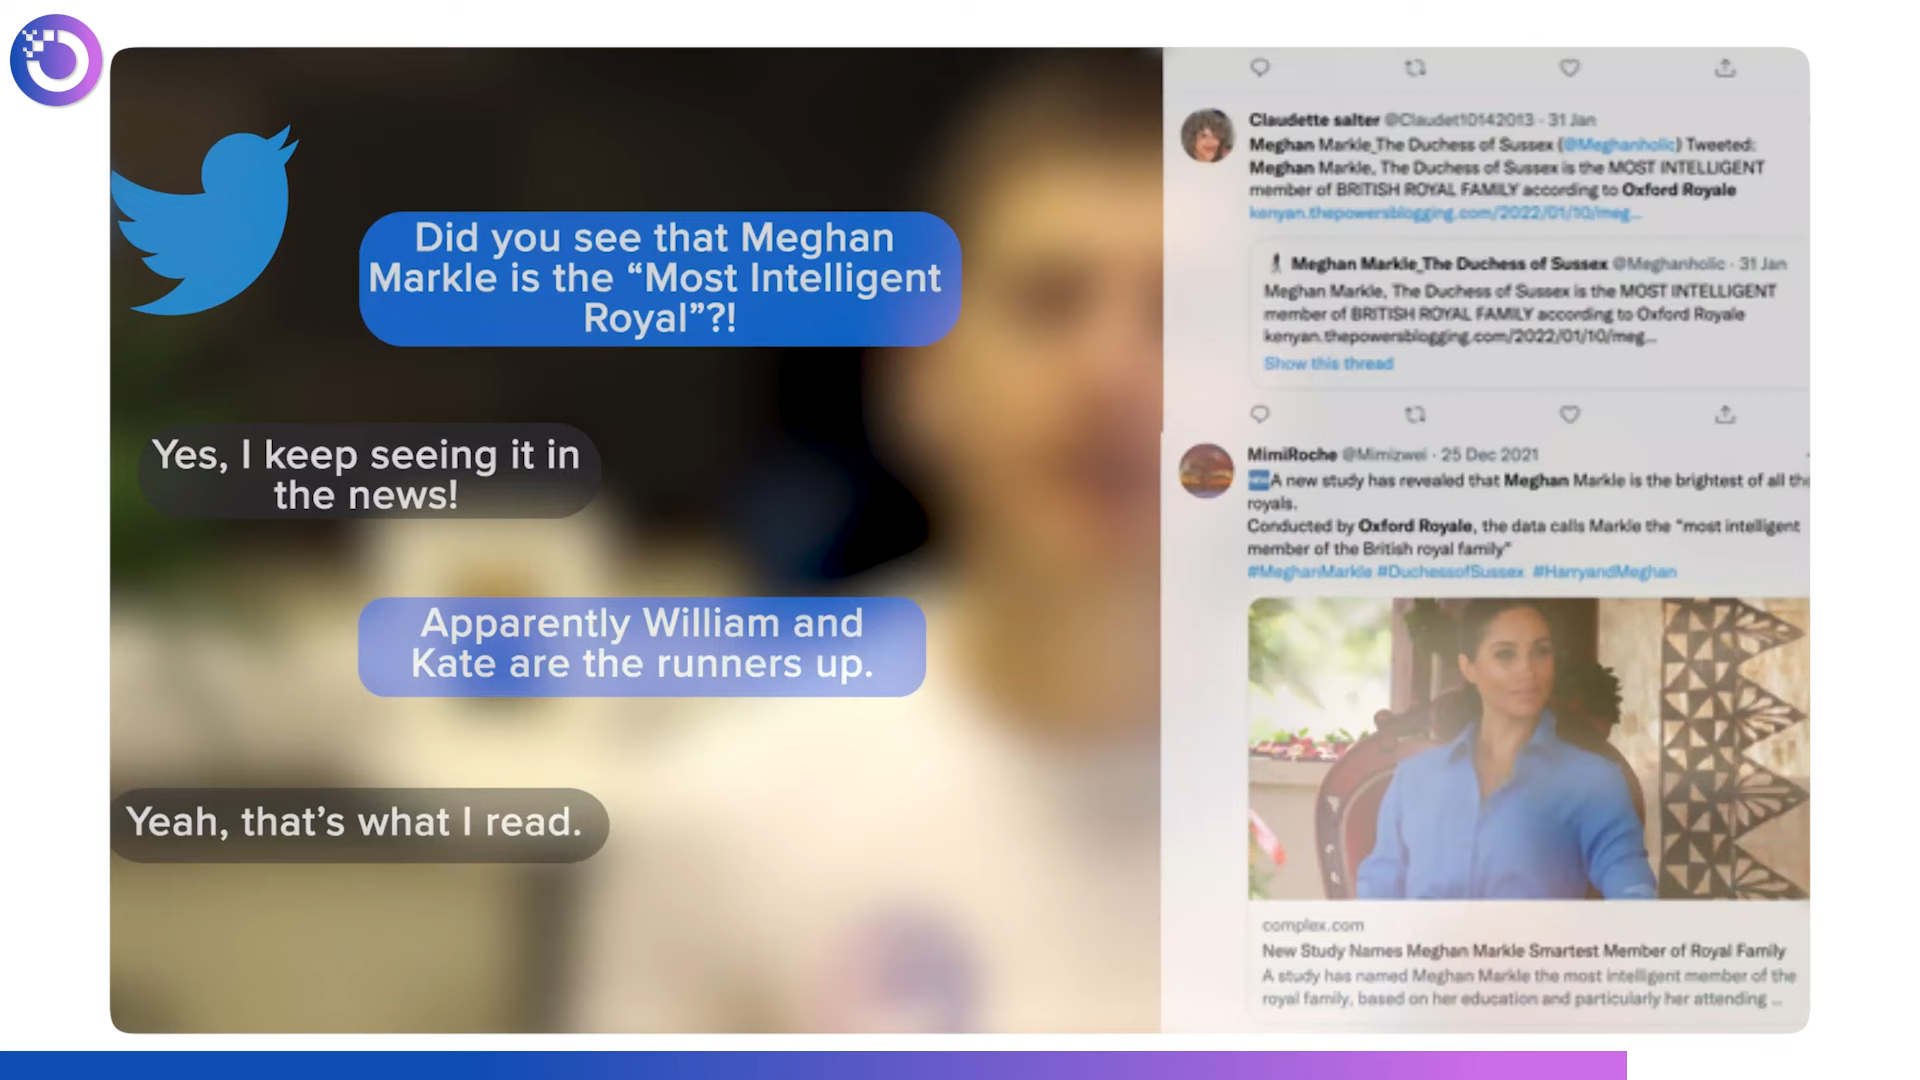 Did you see that Meghan
Markle is the “Most Intelligent
Royal”?!
Yes, I keep seeing it in
the news!
Apparently William and
Kate are the runners up.
Yeah, that’s what I read.
Claudette salter @Claudet10142013 · 31 Jan
Meghan Markle_The Duchess of Sussex (@Meghanholic) Tweeted:
Meghan Markle, The Duchess of Sussex is the MOST INTELLIGENT
member of BRITISH ROYAL FAMILY according to Oxford Royale
kenyan.thepowersblogging.com/2022/01/10/meg...
Meghan Markle_The Duchess of Sussex @Meghanholic · 31 Jan
Meghan Markle, The Duchess of Sussex is the MOST INTELLIGENT
member of BRITISH ROYAL FAMILY according to Oxford Royale
kenyan.thepowersblogging.com/2022/01/10/meg...
Show this thread
MimiRoche @Mimizwei · 25 Dec 2021
A new study has revealed that Meghan Markle is the brightest of all the
royals.
Conducted by Oxford Royale, the data calls Markle the “most intelligent
member of the British royal family”
#MeghanMarkle #DuchessofSussex #HarryandMeghan
complex.com
New Study Names Meghan Markle Smartest Member of Royal Family
A study has named Meghan Markle the most intelligent member of the
royal family, based on her education and particularly her attending ...